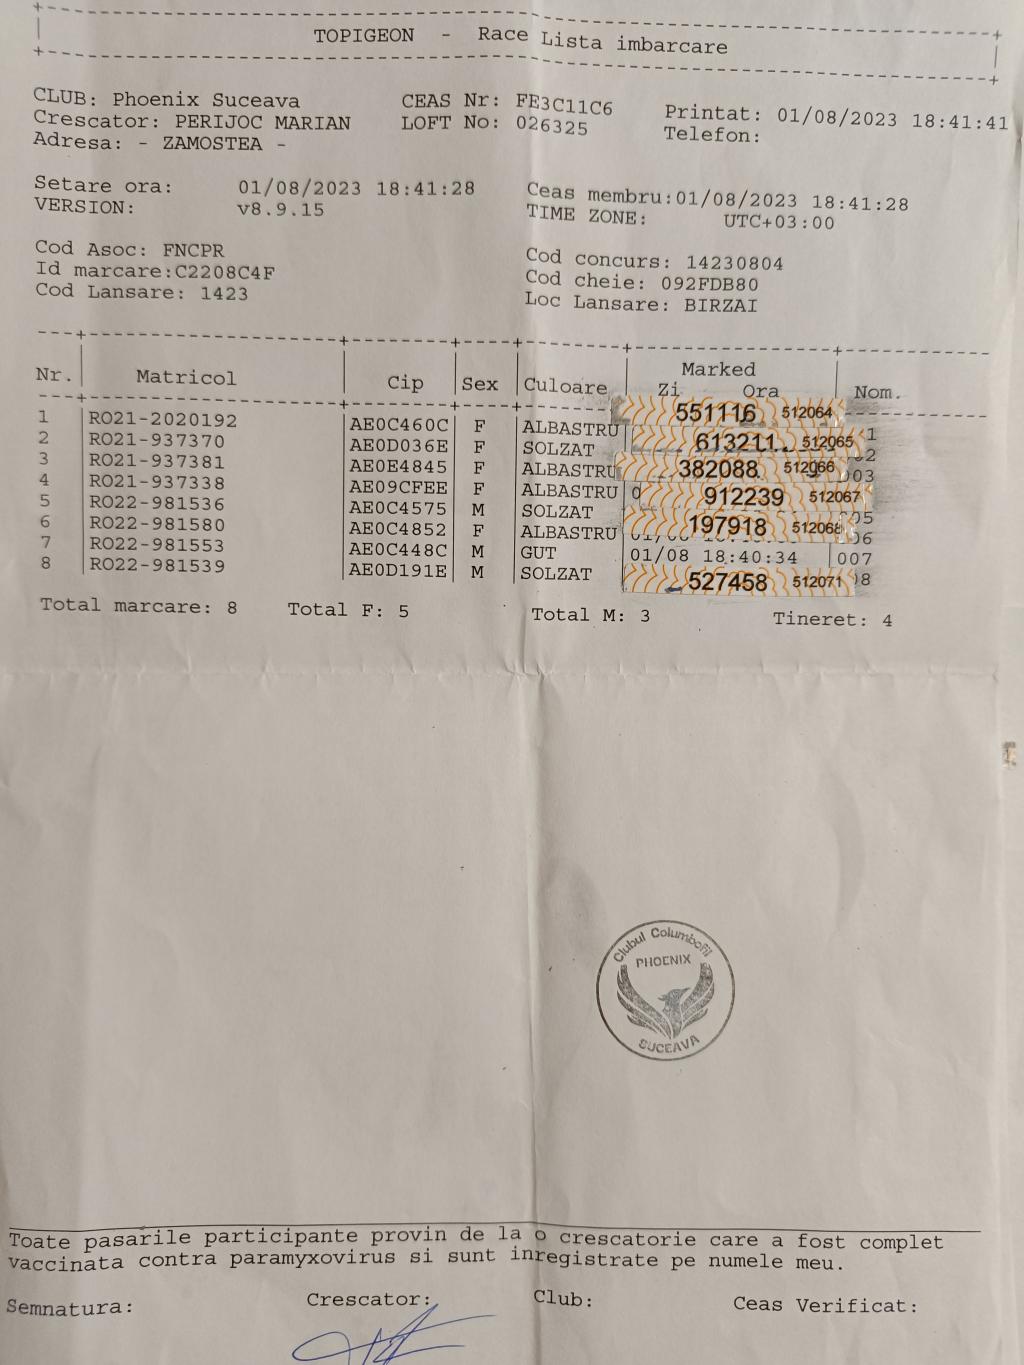 TOPIGEON - Race Lista imbarcare
CLUB: Phoenix Suceava CEAS Nr: FE3C11C6 Printat: 01/08/2023 18:41:41
Crescator: PERIJOC MARIAN LOFT No: 026325 Telefon:
Adresa: - ZAMOSTEA -
Setare ora: 01/08/2023 18:41:28 Ceas membru:01/08/2023 18:41:28
VERSION: v8.9.15 TIME ZONE: UTC+03:00
Cod Asoc: FNCPR Cod concurs: 14230804
Id marcare:C2208C4F Cod cheie: 092FDB80
Cod Lansare: 1423 Loc Lansare: BIRZAI
Marked
Nr. Matricol Cip Sex Culoare Zi Ora Nom.
1 RO21-2020192 AE0C460C F ALBASTRU 551116 512064 1
2 RO21-937370 AE0D036E F SOLZAT 613211 512065 02
3 RO21-937381 AE0E4845 F ALBASTRU 382088 512066 003
4 RO21-937338 AE09CFEE F ALBASTRU 0 912239 512067
5 RO22-981536 AE0C4575 M SOLZAT 197918 512068 05
6 RO22-981580 AE0C4852 F ALBASTRU 06
7 RO22-981553 AE0C448C M GUT 01/08 18:40:34 007
8 RO22-981539 AE0D191E M SOLZAT 527458 512071 08
Total marcare: 8 Total F: 5 Total M: 3 Tineret: 4
Clubul Columbofil
PHOENIX
SUCEAVA
Toate pasarile participante provin de la o crescatorie care a fost complet
vaccinata contra paramyxovirus si sunt inregistrate pe numele meu.
Semnatura: Crescator: Club: Ceas Verificat: